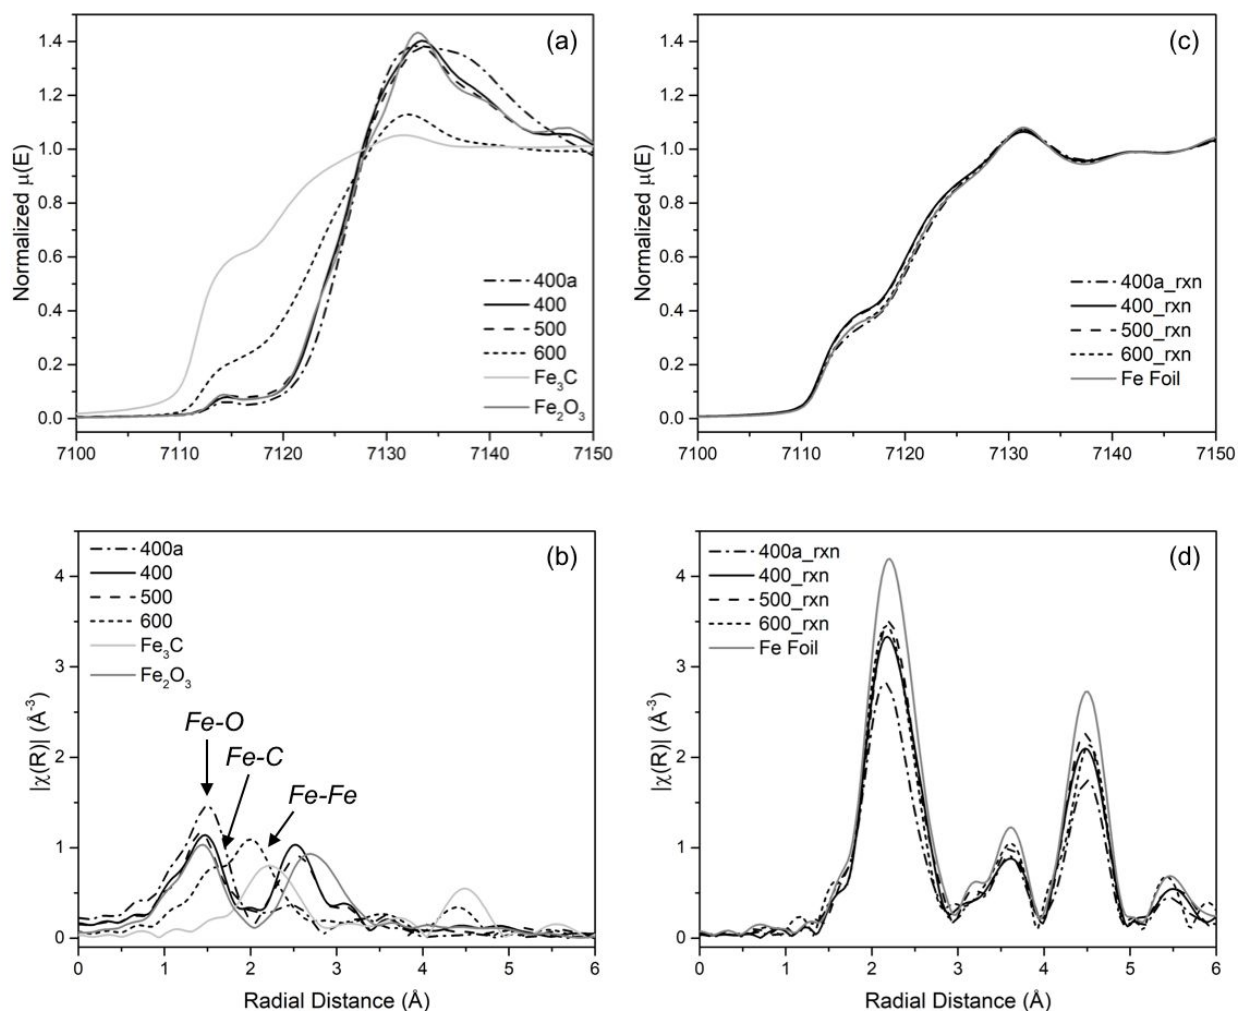 (a)
Normalized μ(E)
1.4
1.2
1.0
0.8
0.6
0.4
0.2
0.0
400a
400
500
600
Fe₃C
Fe₂O₃
7100 7110 7120 7130 7140 7150
(c)
Normalized μ(E)
1.4
1.2
1.0
0.8
0.6
0.4
0.2
0.0
400a_rxn
400_rxn
500_rxn
600_rxn
Fe Foil
7100 7110 7120 7130 7140 7150
(b)
|χ(R)| (Å⁻³)
4
3
2
1
0
400a
400
500
600
Fe₃C
Fe₂O₃
Fe-O
Fe-C
Fe-Fe
0 1 2 3 4 5 6
Radial Distance (Å)
(d)
|χ(R)| (Å⁻³)
4
3
2
1
0
400a_rxn
400_rxn
500_rxn
600_rxn
Fe Foil
0 1 2 3 4 5 6
Radial Distance (Å)